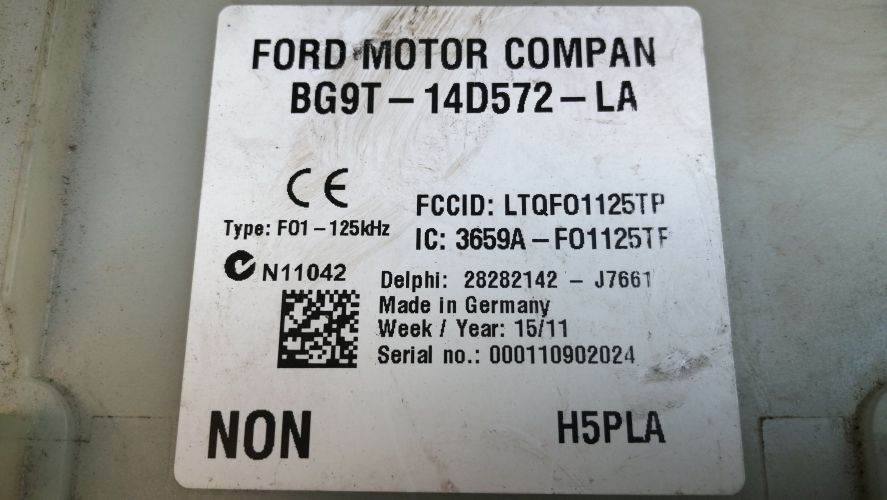 FORD MOTOR COMPAN
BG9T-14D572-LA
CE
Type: FO1-125kHz
FCCID: LTQFO1125TP
IC: 3659A-FO1125TF
N11042
Delphi: 28282142 - J7661
Made in Germany
Week / Year: 15/11
Serial no.: 000110902024
NON
H5PLA